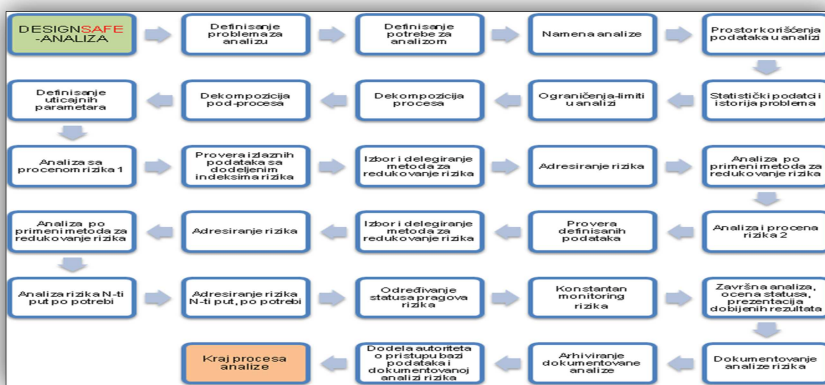 DESIGNSAFE
-ANALIZA
Definisanje
problema za
analizu
Definisanje
potrebe za
analizom
Namena analize
Prostor korišćenja
podataka u analizi
Statistički podatci i
istorija problema
Ograničenja-limiti
u analizi
Dekompozicija
procesa
Dekompozicija
pod-procesa
Definisanje
uticajnih
parametara
Analiza sa
procenom rizika 1
Provera izlaznih
podataka sa
dodeljenim
indeksima rizika
Izbor i delegiranje
metoda za
redukovanje rizika
Adresiranje rizika
Analiza po
primeni metoda za
redukovanje rizika
Analiza i procena
rizika 2
Provera
definisanih
podataka
Izbor i delegiranje
metoda za
redukovanje rizika
Adresiranje rizika
Analiza po
primeni metoda za
redukovanje rizika
Analiza rizika N-ti
put po potrebi
Adresiranje rizika
N-ti put, po potrebi
Određivanje
statusa pragova
rizika
Konstantan
monitoring
rizika
Završna analiza,
ocena statusa,
prezentacija
dobijenih rezultata
Dokumentovanje
analize rizika
Arhiviranje
dokumentovane
analize
Dodela autoriteta
o pristupu bazi
podataka i
dokumentovanoj
analizi rizika
Kraj procesa
analize